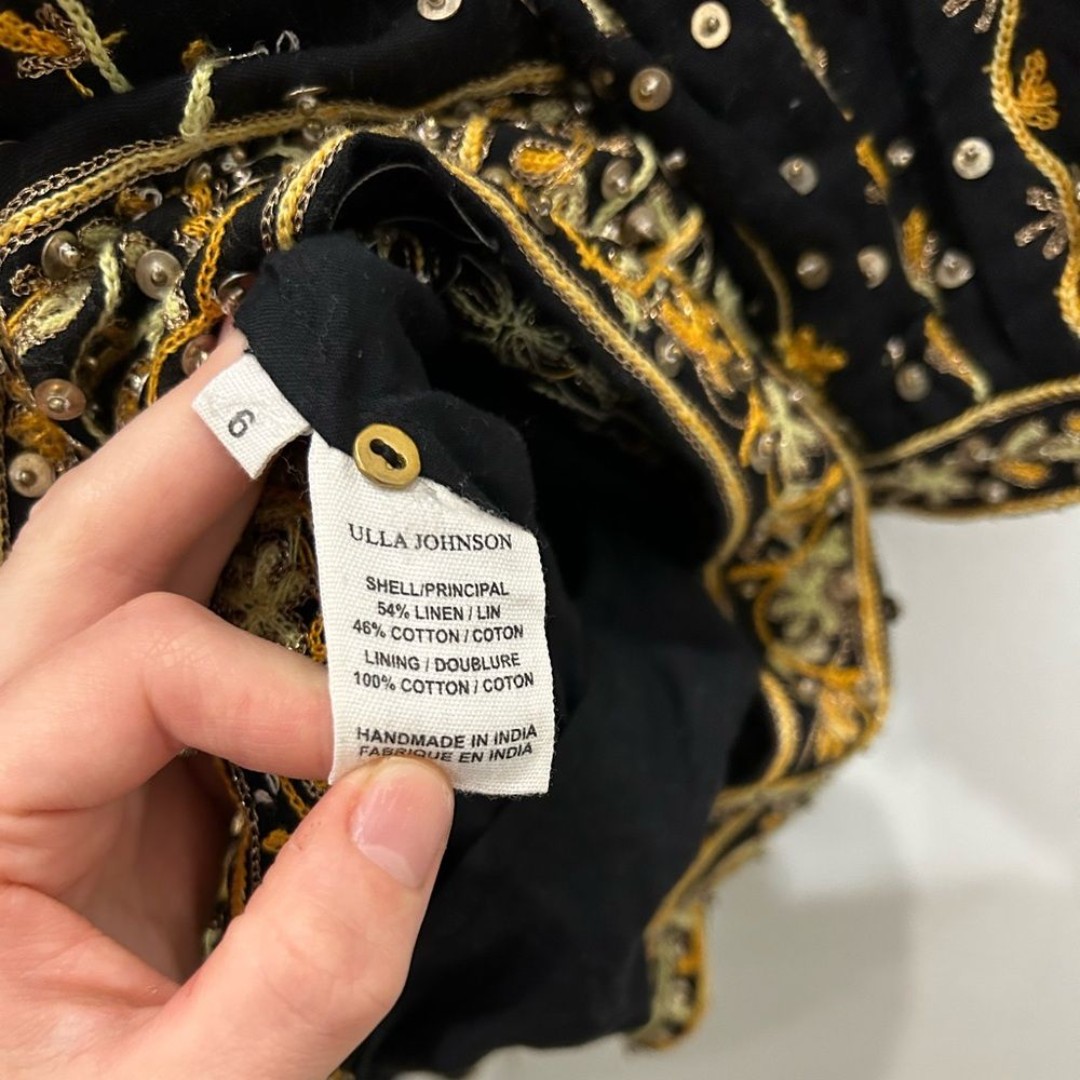 6
ULLA JOHNSON
SHELL/PRINCIPAL
54% LINEN / LIN
46% COTTON / COTON
LINING / DOUBLURE
100% COTTON / COTON
HANDMADE IN INDIA
FABRIQUE EN INDIA